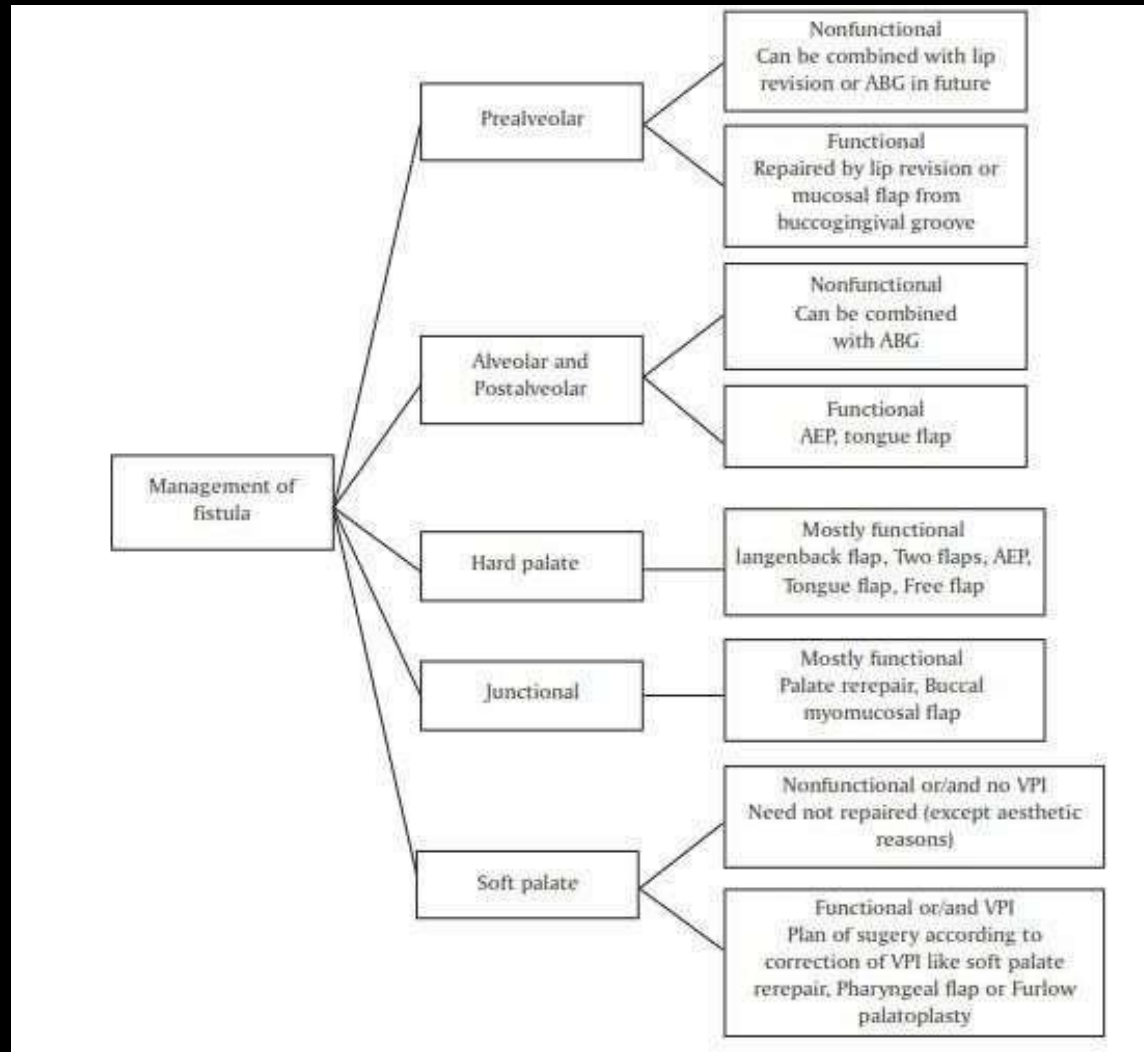 Management of
fistula
Prealveolar
Nonfunctional
Can be combined with lip
revision or ABG in future
Functional
Repaired by lip revision or
mucosal flap from
buccogingival groove
Alveolar and
Postalveolar
Nonfunctional
Can be combined
with ABG
Functional
AEP, tongue flap
Hard palate
Mostly functional
langenback flap, Two flaps, AEP,
Tongue flap, Free flap
Junctional
Mostly functional
Palate rerepair, Buccal
myomucosal flap
Soft palate
Nonfunctional or/and no VPI
Need not repaired (except aesthetic
reasons)
Functional or/and VPI
Plan of sugery according to
correction of VPI like soft palate
rerepair, Pharyngeal flap or Furlow
palatoplasty